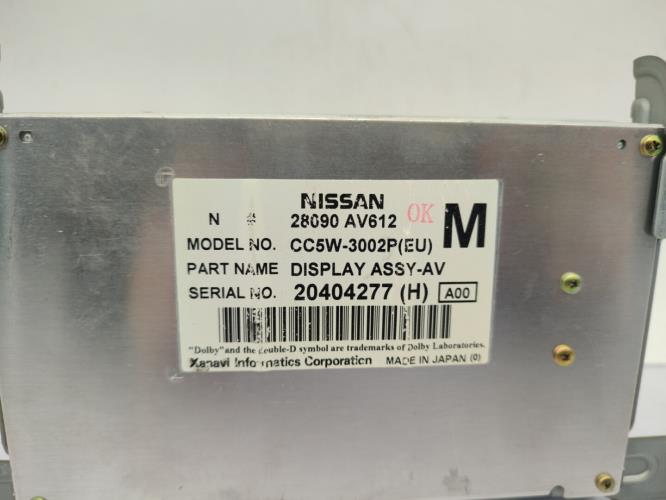 NISSAN
N 28090 AV612 OK M
MODEL NO. CC5W-3002P(EU)
PART NAME DISPLAY ASSY-AV
SERIAL NO. 20404277 (H) A00
"Dolby" and the double-D symbol are trademarks of Dolby Laboratories.
Xanavi Informatics Corporation MADE IN JAPAN (0)